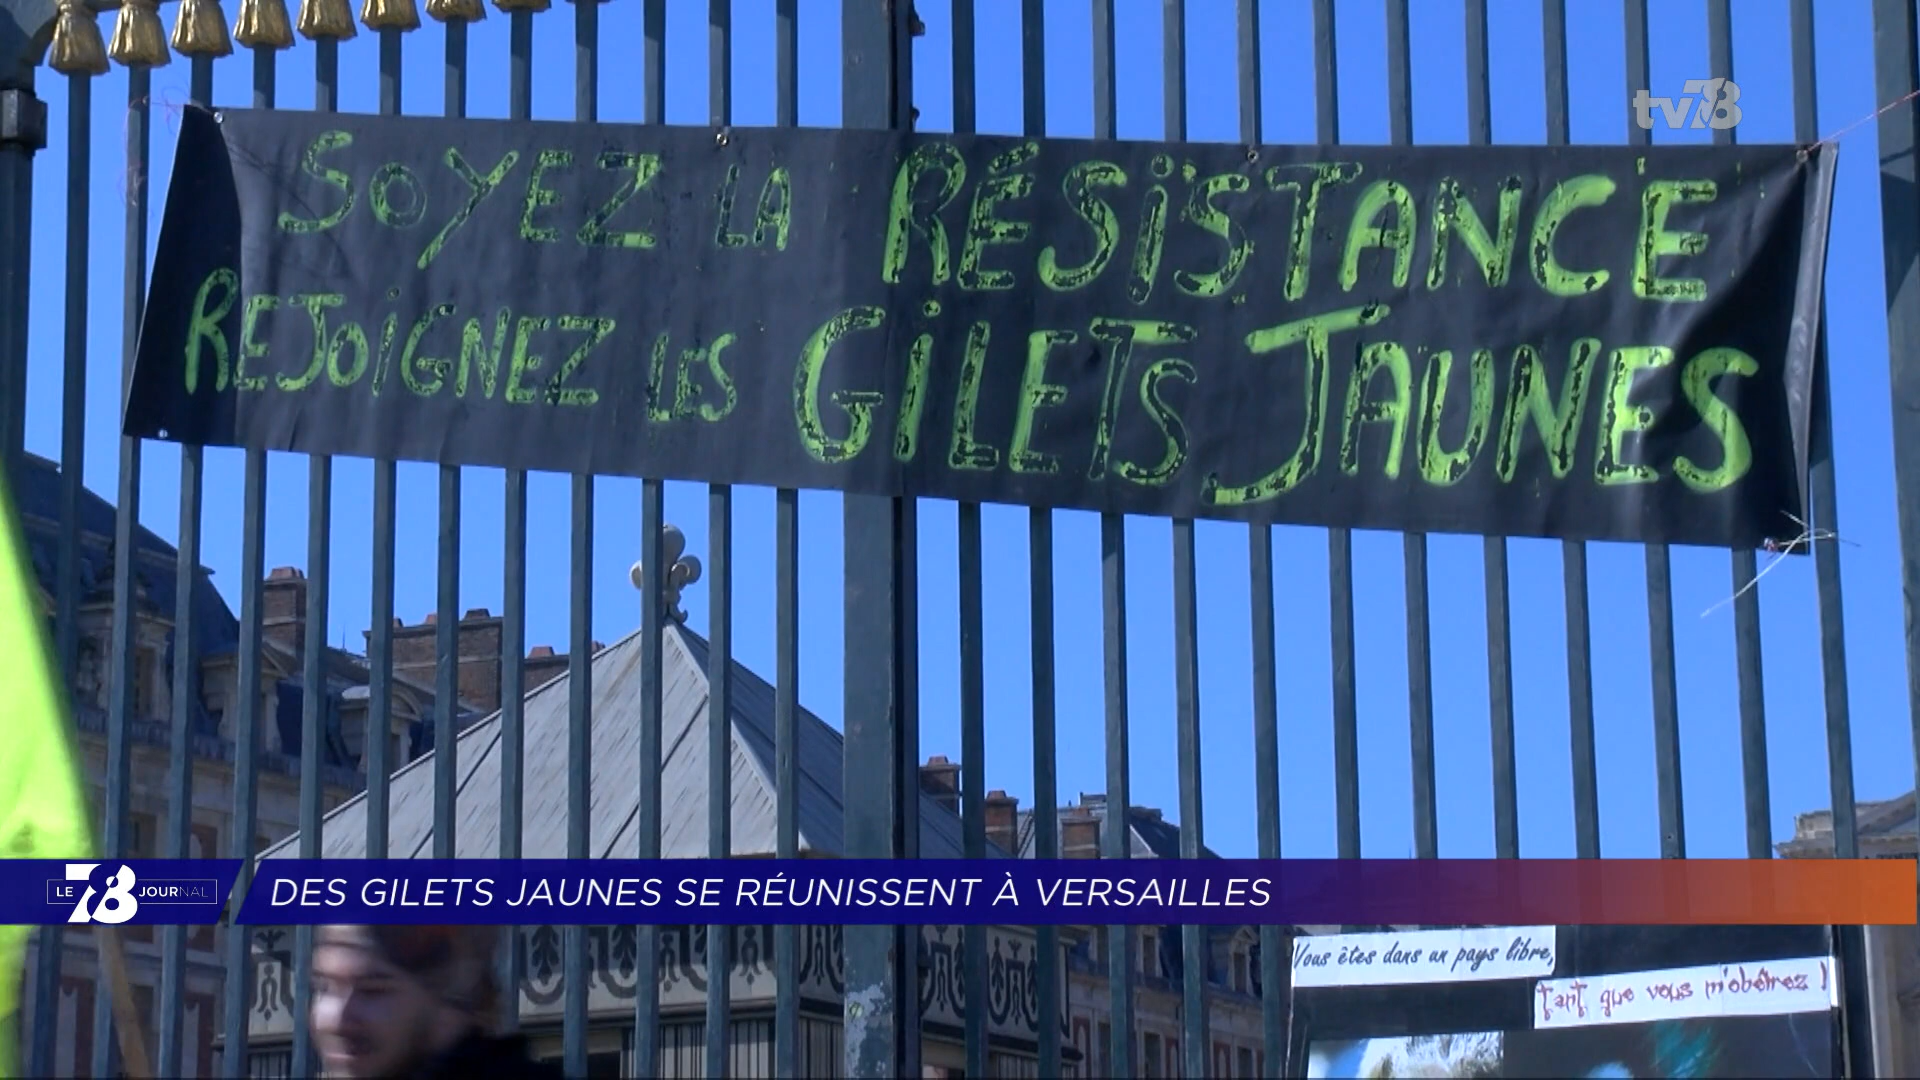 tv78
SOYEZ LA RÉSISTANCE
REJOIGNEZ LES GILETS JAUNES
LE 78 JOURNAL
DES GILETS JAUNES SE RÉUNISSENT À VERSAILLES
Vous êtes dans un pays libre,
tant que vous m'obéirez !